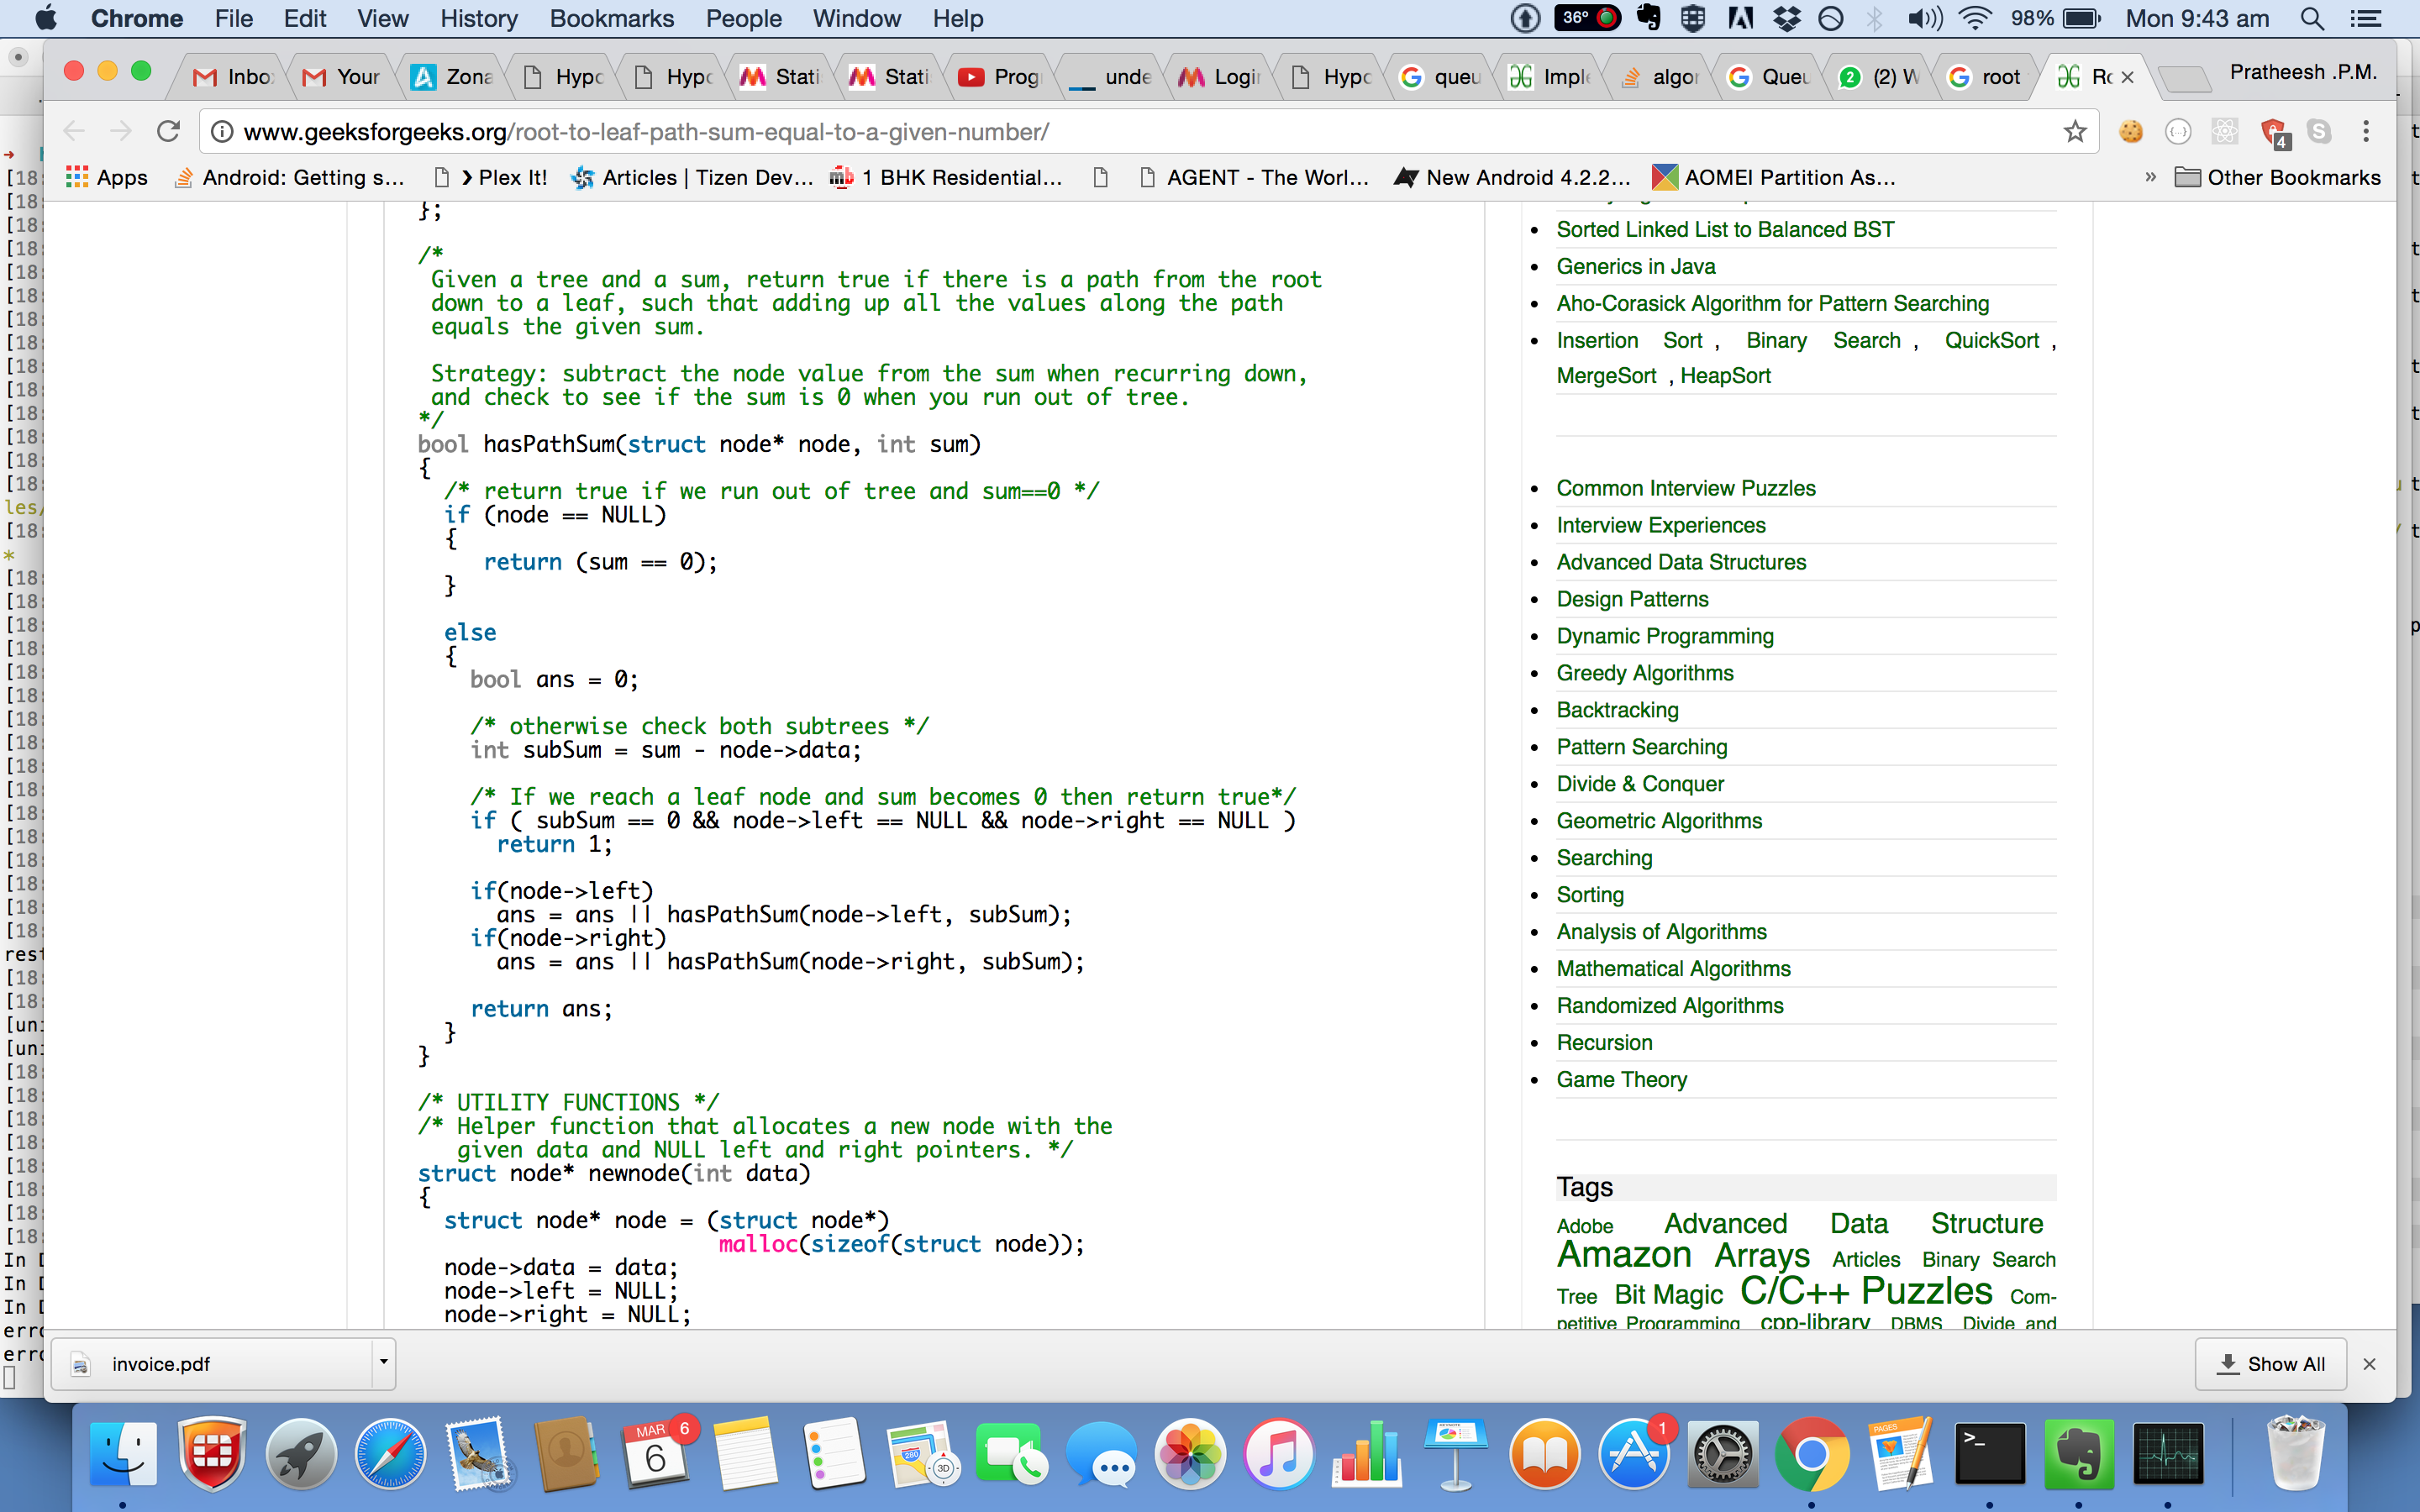 Chrome File Edit View History Bookmarks People Window Help 36° 98% Mon 9:43 am
Inbo Your Zona Hypo Hypo Stati Stati Prog unde Login Hypo queu Imple algor Queu (2) W root Ro Pratheesh .P.M.
www.geeksforgeeks.org/root-to-leaf-path-sum-equal-to-a-given-number/ 4
Apps Android: Getting s... › Plex It! Articles | Tizen Dev... 1 BHK Residential... AGENT - The Worl... New Android 4.2.2... AOMEI Partition As... » Other Bookmarks
};
/*
Given a tree and a sum, return true if there is a path from the root
down to a leaf, such that adding up all the values along the path
equals the given sum.
Strategy: subtract the node value from the sum when recurring down,
and check to see if the sum is 0 when you run out of tree.
*/
bool hasPathSum(struct node* node, int sum)
{
/* return true if we run out of tree and sum==0 */
if (node == NULL)
{
return (sum == 0);
}
else
{
bool ans = 0;
/* otherwise check both subtrees */
int subSum = sum - node->data;
/* If we reach a leaf node and sum becomes 0 then return true*/
if ( subSum == 0 && node->left == NULL && node->right == NULL )
return 1;
if(node->left)
ans = ans || hasPathSum(node->left, subSum);
if(node->right)
ans = ans || hasPathSum(node->right, subSum);
return ans;
}
}
/* UTILITY FUNCTIONS */
/* Helper function that allocates a new node with the
given data and NULL left and right pointers. */
struct node* newnode(int data)
{
struct node* node = (struct node*)
malloc(sizeof(struct node));
node->data = data;
node->left = NULL;
node->right = NULL;
Sorted Linked List to Balanced BST
Generics in Java
Aho-Corasick Algorithm for Pattern Searching
Insertion Sort , Binary Search , QuickSort ,
MergeSort , HeapSort
Common Interview Puzzles
Interview Experiences
Advanced Data Structures
Design Patterns
Dynamic Programming
Greedy Algorithms
Backtracking
Pattern Searching
Divide & Conquer
Geometric Algorithms
Searching
Sorting
Analysis of Algorithms
Mathematical Algorithms
Randomized Algorithms
Recursion
Game Theory
Tags
Adobe Advanced Data Structure
Amazon Arrays Articles Binary Search
Tree Bit Magic C/C++ Puzzles Com-
petitive Programming cpp-library DBMS Divide and
invoice.pdf Show All
MAR 6
6
280 3D
1
PAGES
>_